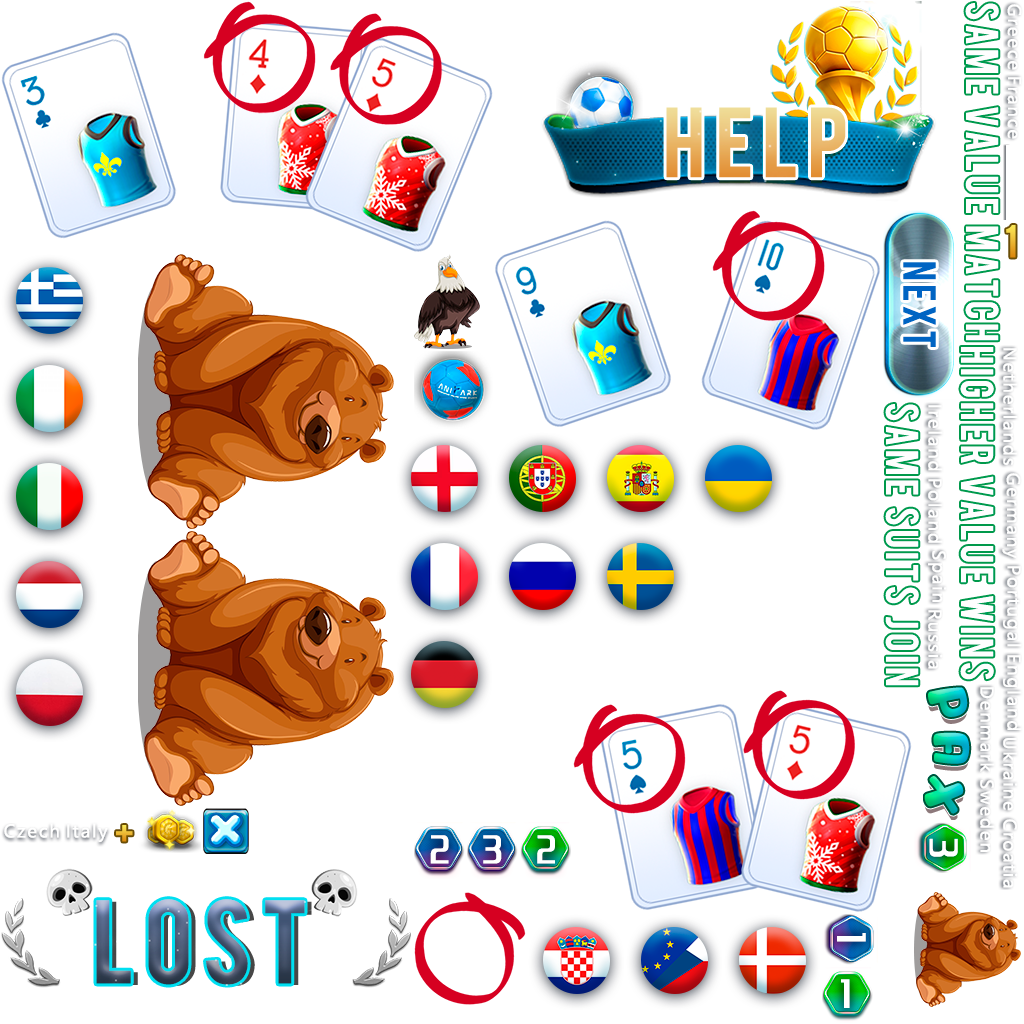 3
4
5
HELP
9
10
NEXT
1
Greece France
SAME VALUE MATCH
HIGHER VALUE WINS
SAME SUITS JOIN
Netherlands Germany Portugal England Ukraine Croatia
Ireland Poland Spain Russia
Denmark Sweden
PAX
3
ANIPARK
5
5
Czech Italy +
X
2
3
2
LOST
1
1